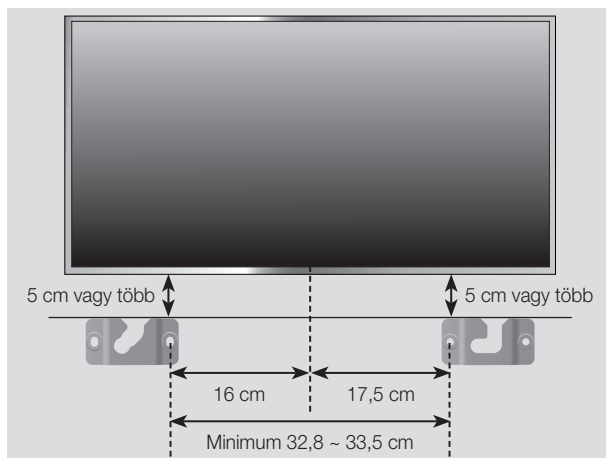 5 cm vagy több
5 cm vagy több
16 cm
17,5 cm
Minimum 32,8 ~ 33,5 cm